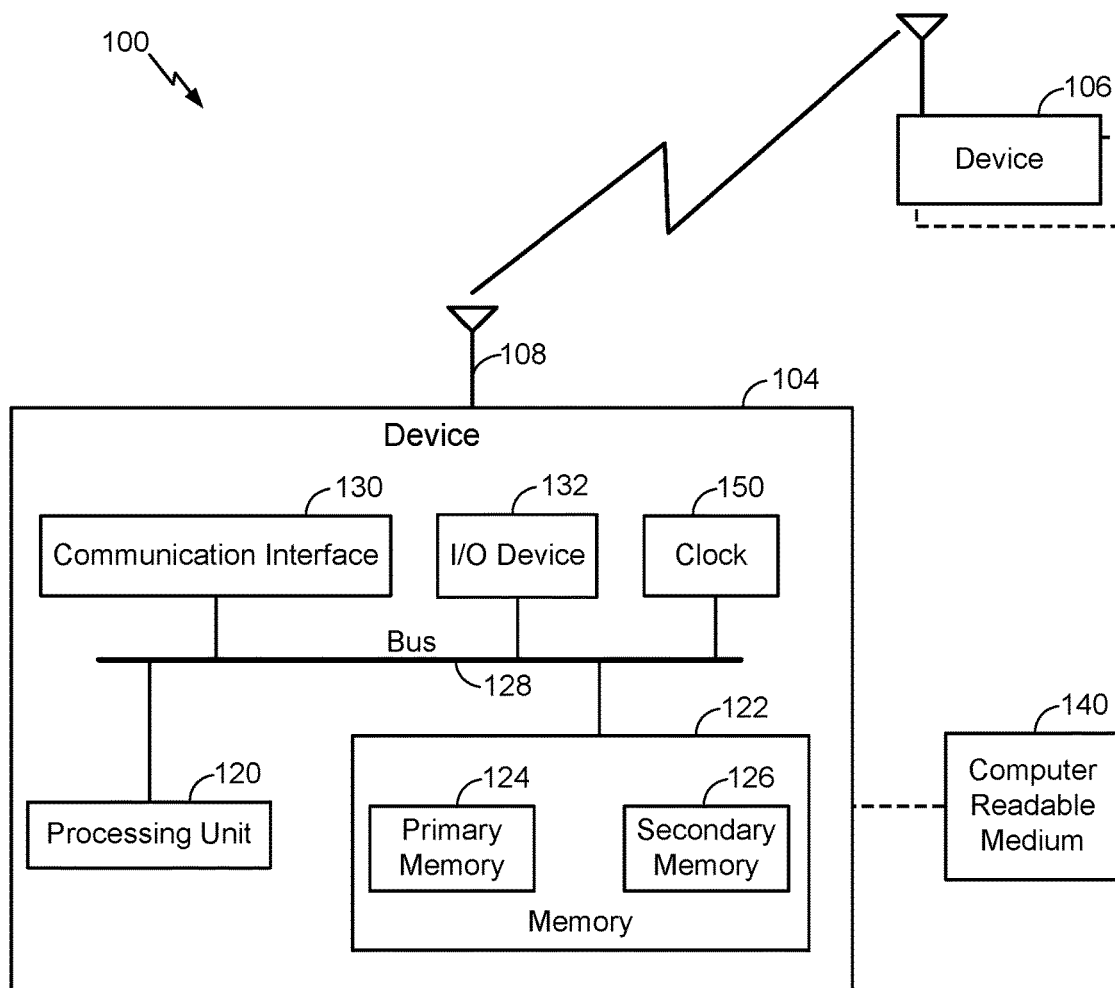 100
106
Device
108
104
Device
130
132
150
Communication Interface
I/O Device
Clock
Bus
128
122
140
120
124
126
Computer
Readable
Medium
Processing Unit
Primary
Memory
Secondary
Memory
Memory